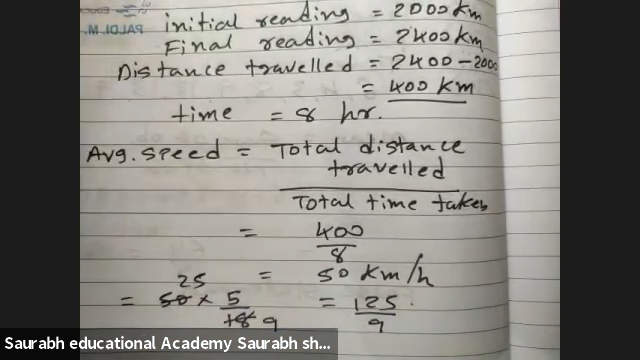 initial reading = 2000 km
Final reading = 2400 km
Distance travelled = 2400 - 2000
= 400 km
time = 8 hr.
Avg. speed = Total distance travelled
Total time taken
= 400
8
= 50 km/h
25
= 50 × 5 = 125
18 9 9
Saurabh educational Academy Saurabh sh...